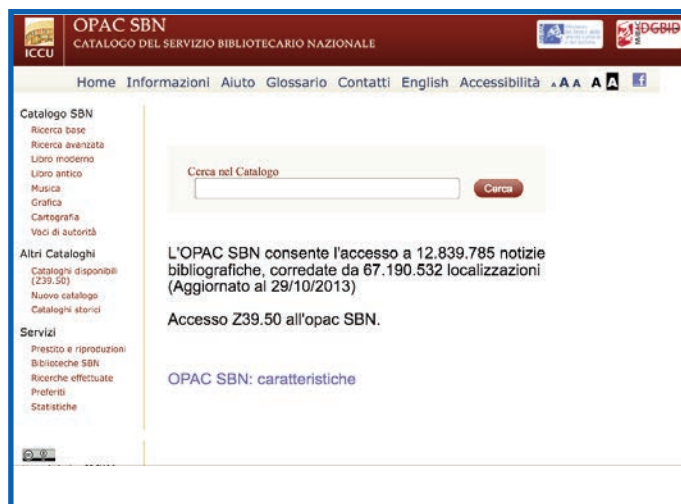 OPAC SBN
CATALOGO DEL SERVIZIO BIBLIOTECARIO NAZIONALE
ICCU
MiBAC
DGBID
Home Informazioni Aiuto Glossario Contatti English Accessibilità A A A A A f
Catalogo SBN
Ricerca base
Ricerca avanzata
Libro moderno
Libro antico
Musica
Grafica
Cartografia
Voci di autorità
Altri Cataloghi
Cataloghi disponibili
(Z39.50)
Nuovo catalogo
Cataloghi storici
Servizi
Prestito e riproduzioni
Biblioteche SBN
Ricerche effettuate
Preferiti
Statistiche
Cerca nel Catalogo
Cerca
L'OPAC SBN consente l'accesso a 12.839.785 notizie
bibliografiche, corredate da 67.190.532 localizzazioni
(Aggiornato al 29/10/2013)
Accesso Z39.50 all'opac SBN.
OPAC SBN: caratteristiche